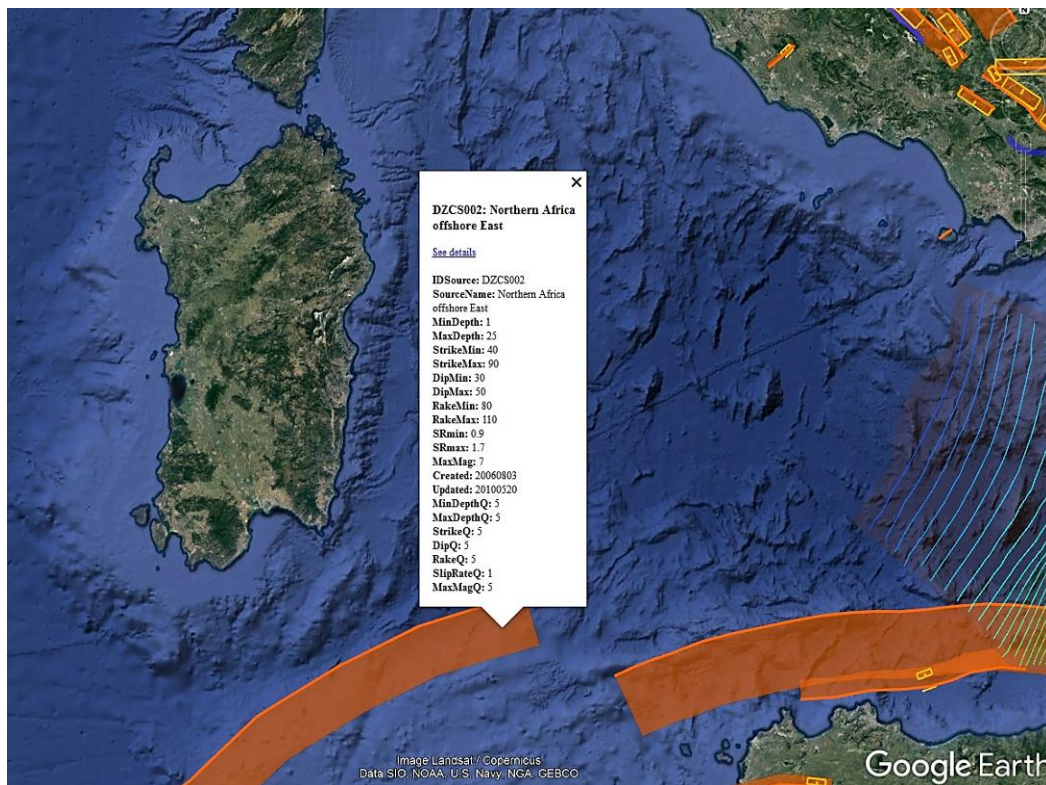 N
×
DZCS002: Northern Africa
offshore East
See details
IDSource: DZCS002
SourceName: Northern Africa
offshore East
MinDepth: 1
MaxDepth: 25
StrikeMin: 40
StrikeMax: 90
DipMin: 30
DipMax: 50
RakeMin: 80
RakeMax: 110
SRmin: 0.9
SRmax: 1.7
MaxMag: 7
Created: 20060803
Updated: 20100520
MinDepthQ: 5
MaxDepthQ: 5
StrikeQ: 5
DipQ: 5
RakeQ: 5
SlipRateQ: 1
MaxMagQ: 5
Image Landsat / Copernicus
Data SIO, NOAA, U.S. Navy, NGA, GEBCO
Google Earth